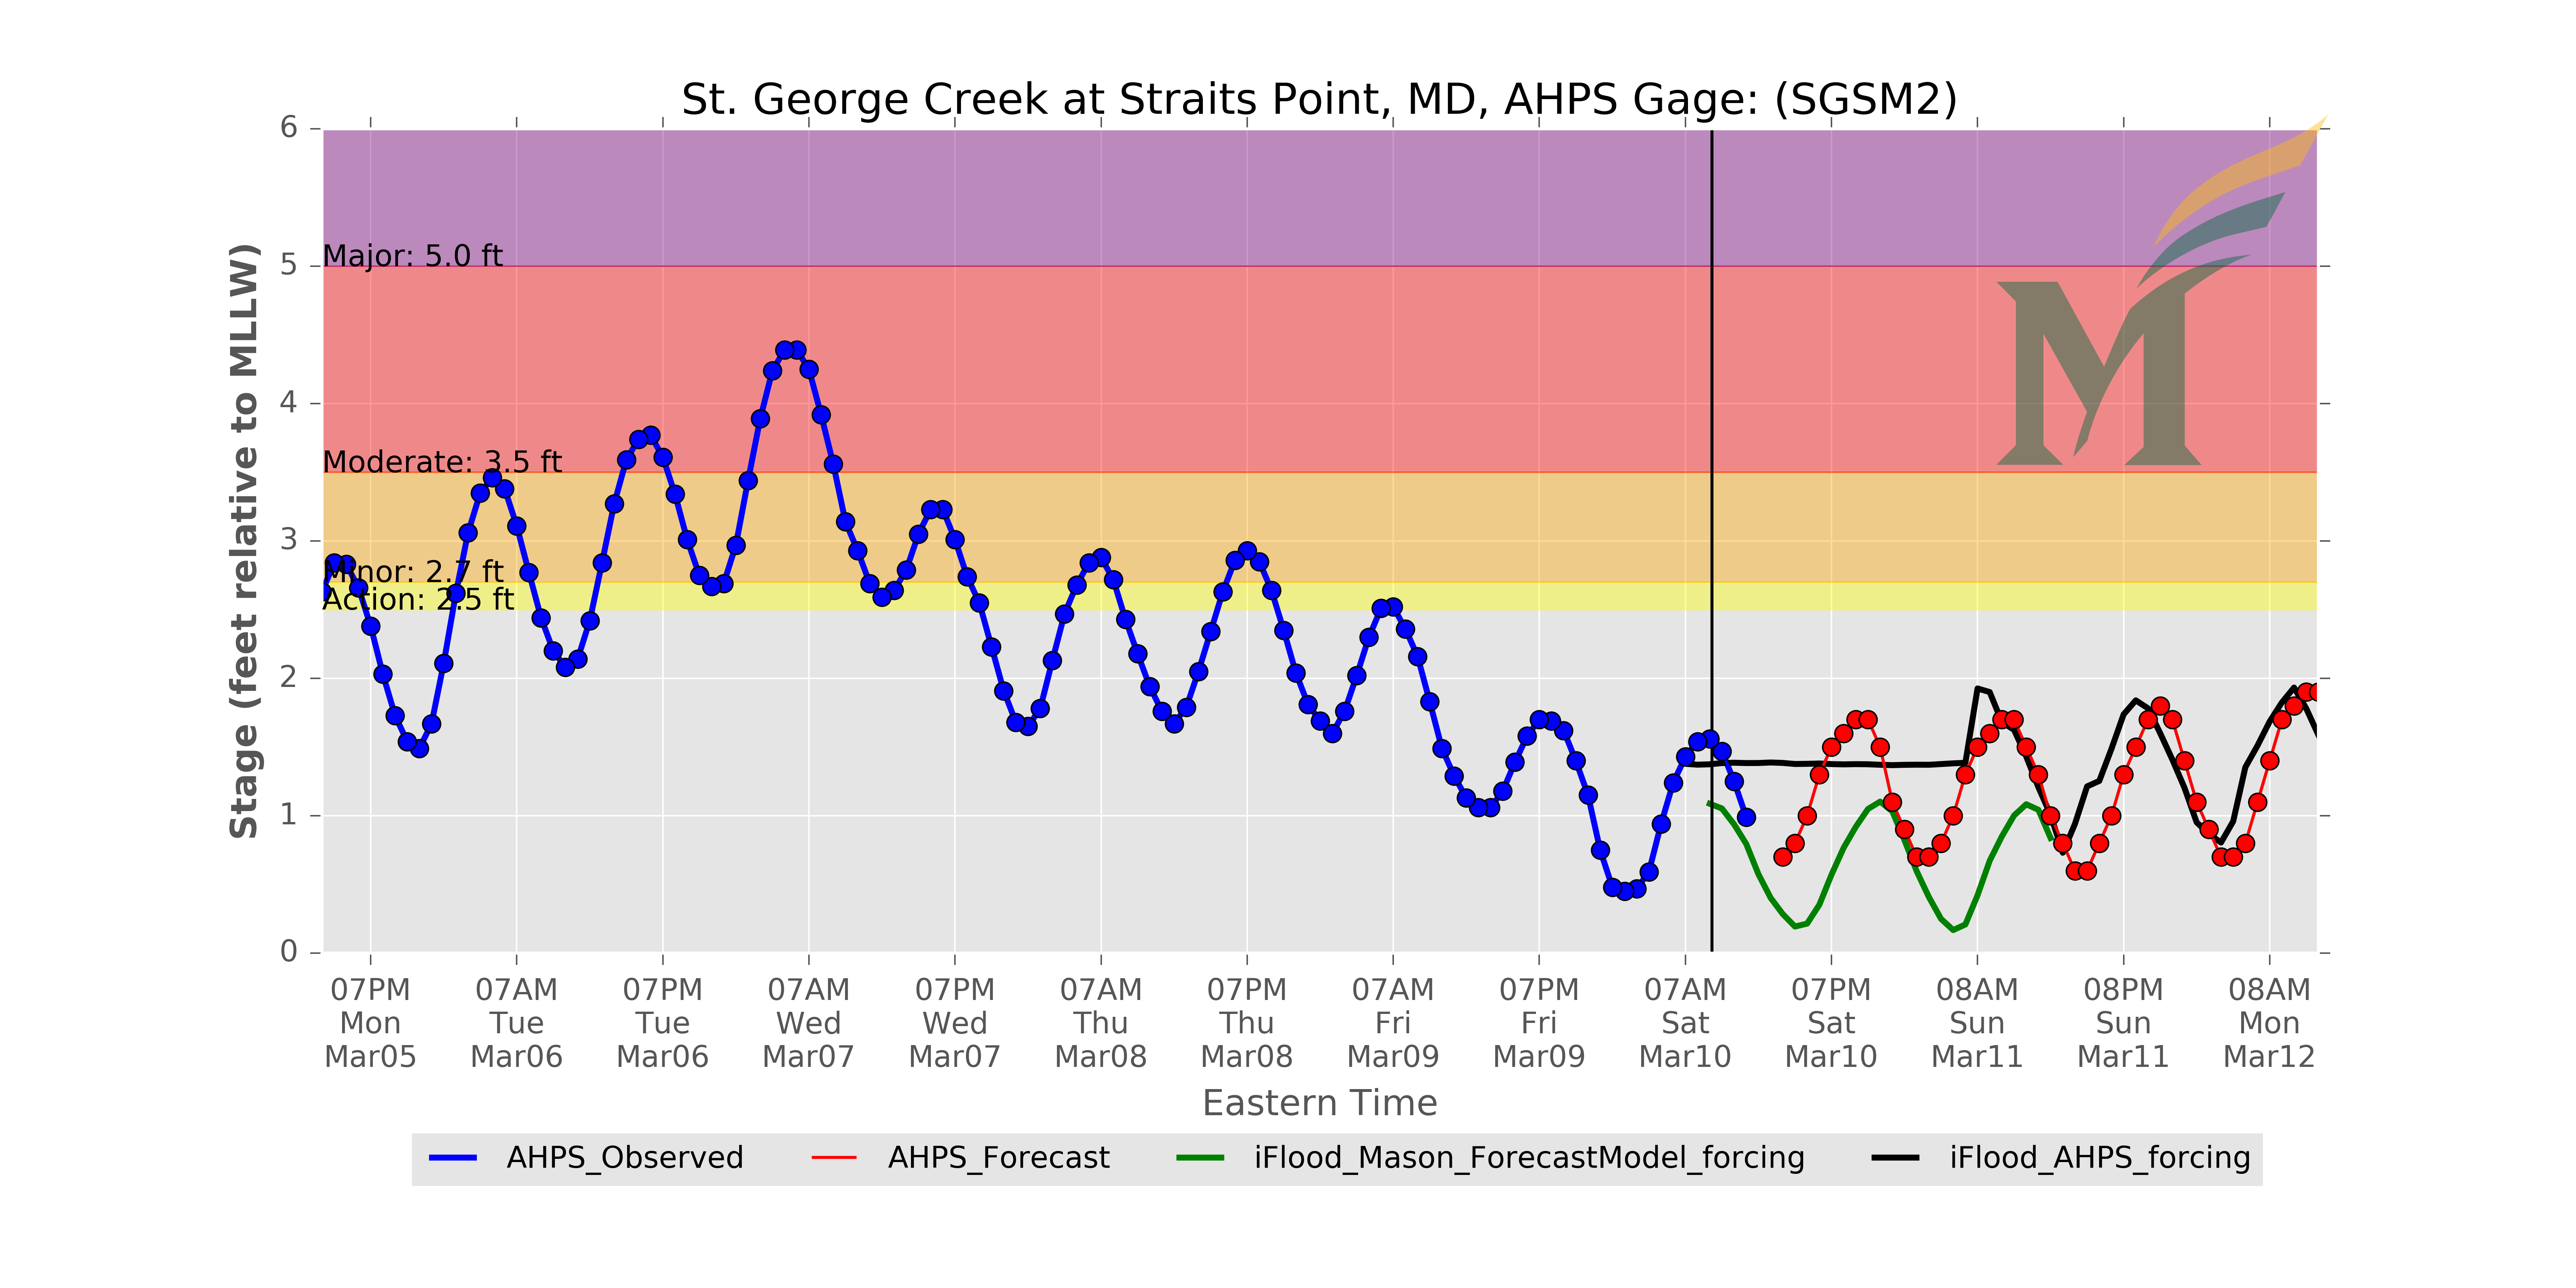 St. George Creek at Straits Point, MD, AHPS Gage: (SGSM2)
Stage (feet relative to MLLW)
6
5
4
3
2
1
0
Major: 5.0 ft
Moderate: 3.5 ft
Minor: 2.7 ft
Action: 2.5 ft
M
07PM 07AM 07PM 07AM 07PM 07AM 07PM 07AM 07PM 07AM 07PM 08AM 08PM 08AM
Mon Tue Tue Wed Wed Thu Thu Fri Fri Sat Sat Sun Sun Mon
Mar05 Mar06 Mar06 Mar07 Mar07 Mar08 Mar08 Mar09 Mar09 Mar10 Mar10 Mar11 Mar11 Mar12
Eastern Time
AHPS_Observed AHPS_Forecast iFlood_Mason_ForecastModel_forcing iFlood_AHPS_forcing